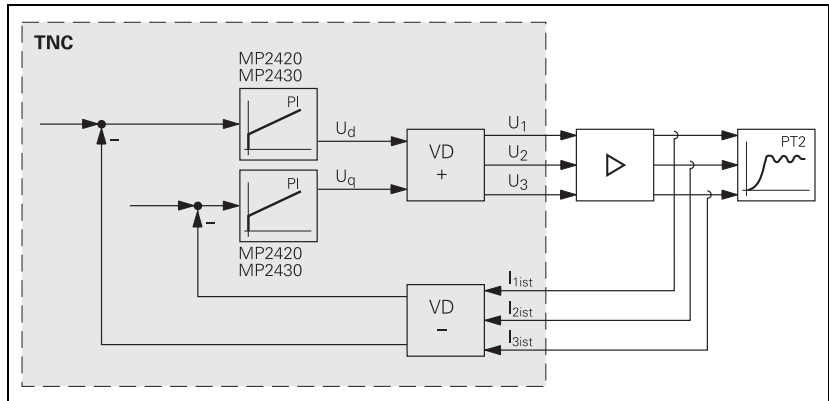 TNC
MP2420
MP2430
PI
U_d
VD
+
U_1
U_2
U_3
PT2
PI
U_q
–
–
MP2420
MP2430
VD
–
I_1ist
I_2ist
I_3ist